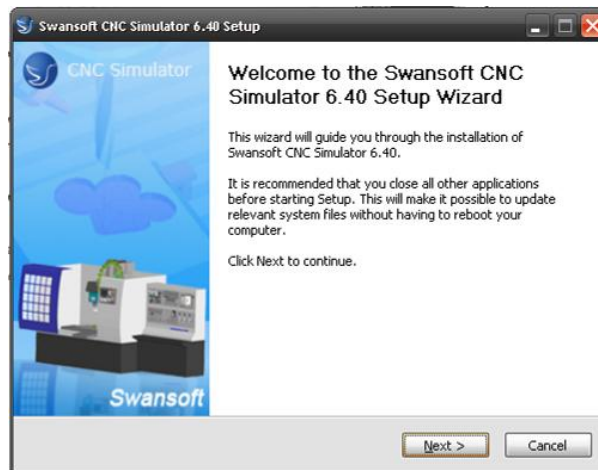 Swansoft CNC Simulator 6.40 Setup
CNC Simulator
Welcome to the Swansoft CNC
Simulator 6.40 Setup Wizard
This wizard will guide you through the installation of
Swansoft CNC Simulator 6.40.
It is recommended that you close all other applications
before starting Setup. This will make it possible to update
relevant system files without having to reboot your
computer.
Click Next to continue.
Swansoft
Next >
Cancel